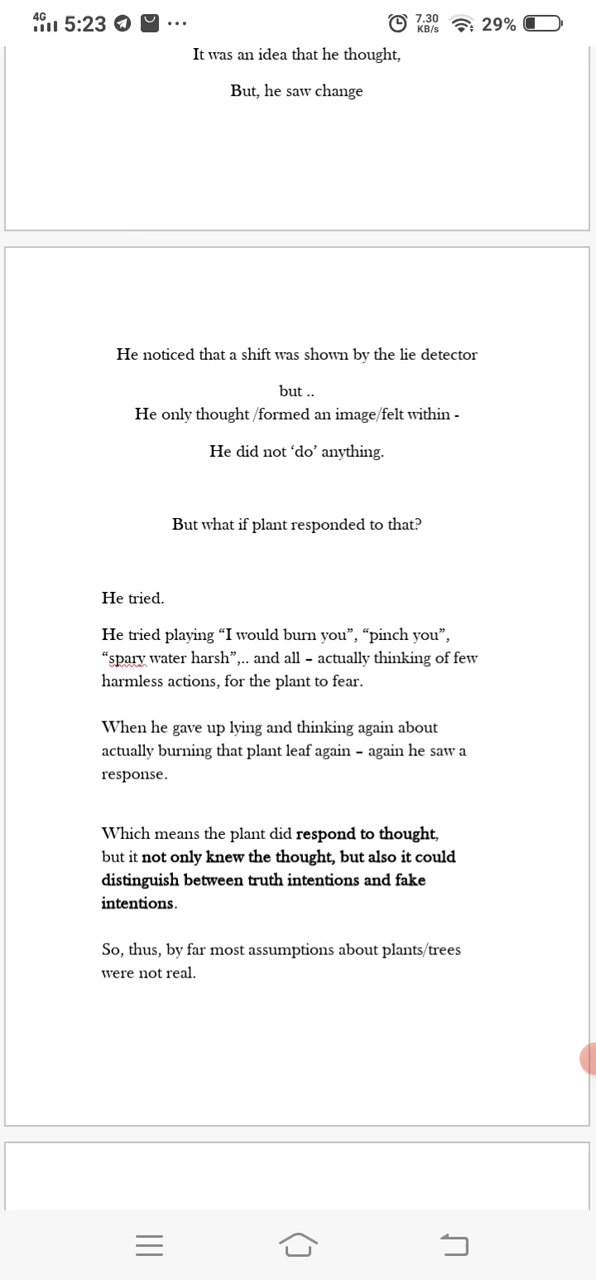 4G 5:23 ... 7.30 KB/s 29%
It was an idea that he thought,
But, he saw change
He noticed that a shift was shown by the lie detector
but ..
He only thought /formed an image/felt within -
He did not ‘do’ anything.
But what if plant responded to that?
He tried.
He tried playing “I would burn you”, “pinch you”,
“spary water harsh”,.. and all – actually thinking of few
harmless actions, for the plant to fear.
When he gave up lying and thinking again about
actually burning that plant leaf again – again he saw a
response.
Which means the plant did respond to thought,
but it not only knew the thought, but also it could
distinguish between truth intentions and fake
intentions.
So, thus, by far most assumptions about plants/trees
were not real.